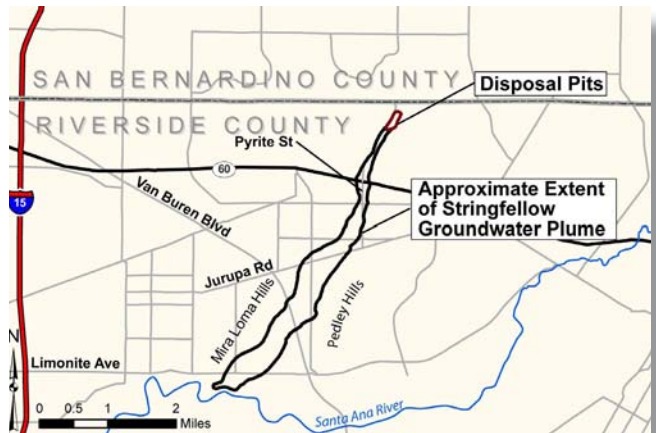 SAN BERNARDINO COUNTY
Disposal Pits
RIVERSIDE COUNTY
Pyrite St
60
Van Buren Blvd
Approximate Extent
of Stringfellow
Groundwater Plume
15
Jurupa Rd
Mira Loma Hills
Pedley Hills
N
Limonite Ave
0 0.5 1 2
Miles
Santa Ana River